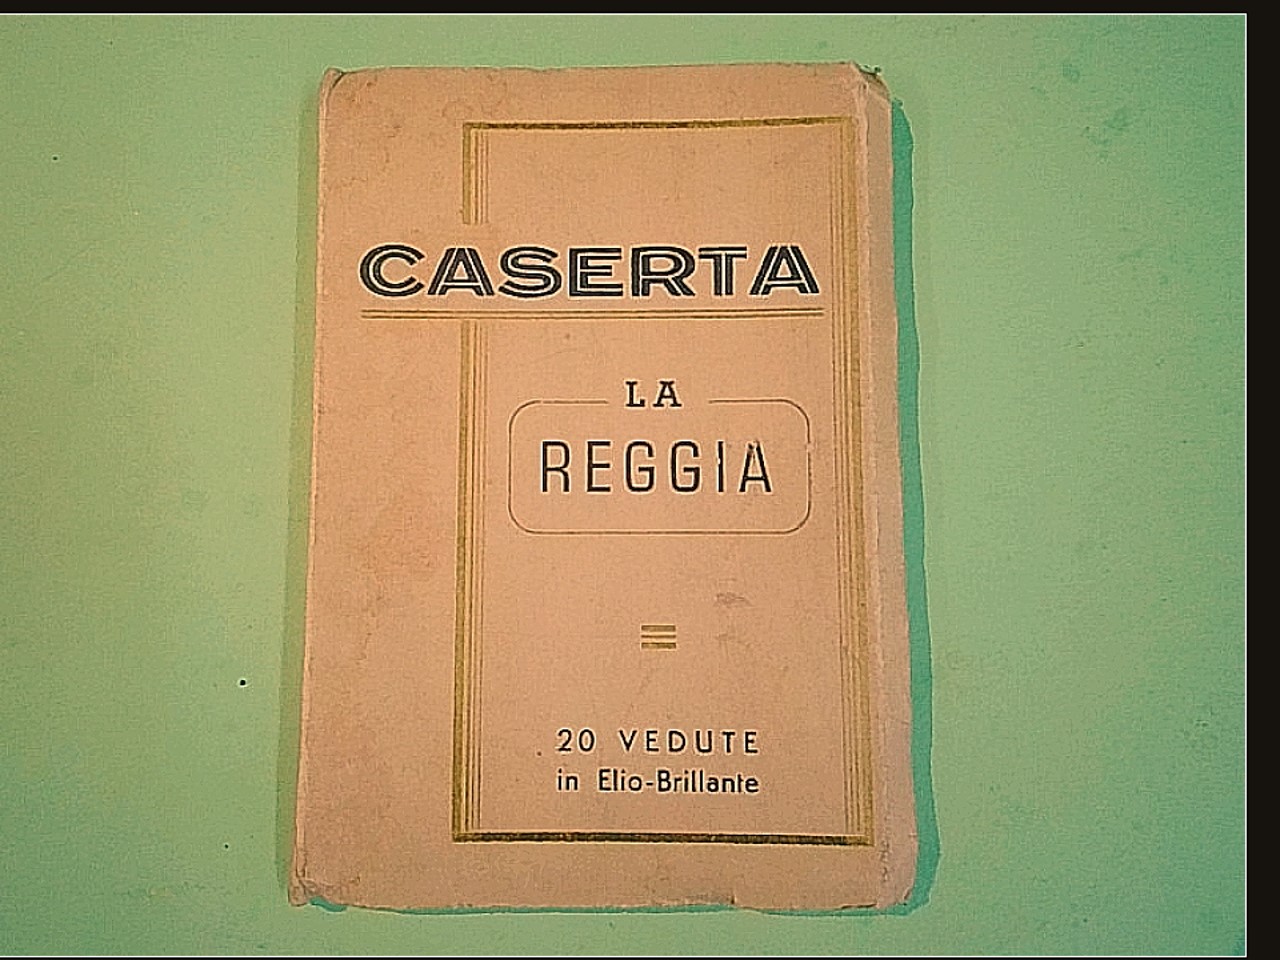 CASERTA
LA
REGGIA
20 VEDUTE
in Elio-Brillante